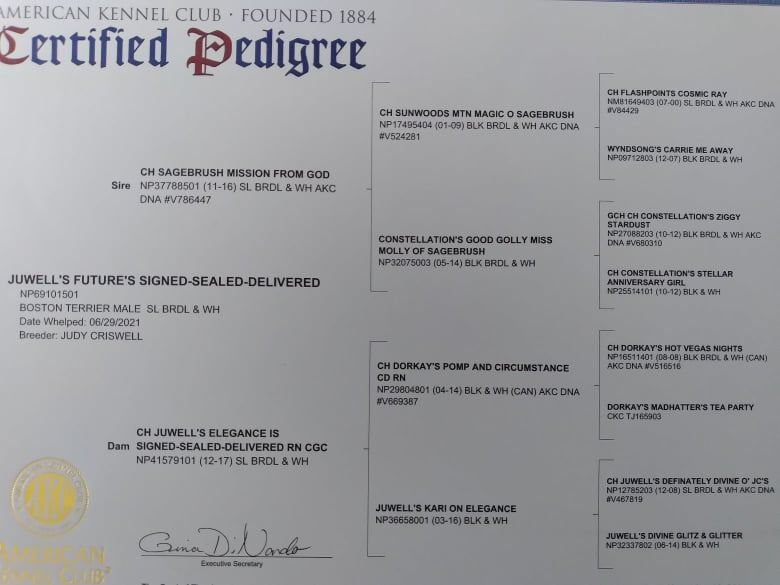 AMERICAN KENNEL CLUB · FOUNDED 1884
Certified Pedigree
CH SUNWOODS MTN MAGIC O SAGEBRUSH
NP17495404 (01-09) BLK BRDL & WH AKC DNA
#V524281
CH FLASHPOINTS COSMIC RAY
NM81649403 (07-00) SL BRDL & WH AKC DNA
#V84429
WYNDSONG'S CARRIE ME AWAY
NP09712803 (12-07) BLK BRDL & WH
CH SAGEBRUSH MISSION FROM GOD
Sire NP37788501 (11-16) SL BRDL & WH AKC
DNA #V786447
CONSTELLATION'S GOOD GOLLY MISS
MOLLY OF SAGEBRUSH
NP32075003 (05-14) BLK BRDL & WH
GCH CH CONSTELLATION'S ZIGGY
STARDUST
NP27088203 (10-12) BLK BRDL & WH AKC
DNA #V680310
CH CONSTELLATION'S STELLAR
ANNIVERSARY GIRL
NP25514101 (10-12) BLK BRDL & WH
JUWELL'S FUTURE'S SIGNED-SEALED-DELIVERED
NP69101501
BOSTON TERRIER MALE SL BRDL & WH
Date Whelped: 06/29/2021
Breeder: JUDY CRISWELL
CH DORKAY'S POMP AND CIRCUMSTANCE
CD RN
NP29804801 (04-14) BLK & WH (CAN) AKC DNA
#V669387
CH DORKAY'S HOT VEGAS NIGHTS
NP16511401 (08-08) BLK BRDL & WH (CAN)
AKC DNA #V516516
DORKAY'S MADHATTER'S TEA PARTY
CKC TJ165903
CH JUWELL'S ELEGANCE IS
Dam SIGNED-SEALED-DELIVERED RN CGC
NP41579101 (12-17) SL BRDL & WH
JUWELL'S KARI ON ELEGANCE
NP36658001 (03-16) BLK & WH
CH JUWELL'S DEFINATELY DIVINE O' JC'S
NP12785203 (12-08) SL BRDL & WH AKC DNA
#V467819
JUWELL'S DIVINE GLITZ & GLITTER
NP32337802 (06-14) BLK & WH
AKC
AMERICAN
KENNEL CLUB
Gina DiNardo
Executive Secretary